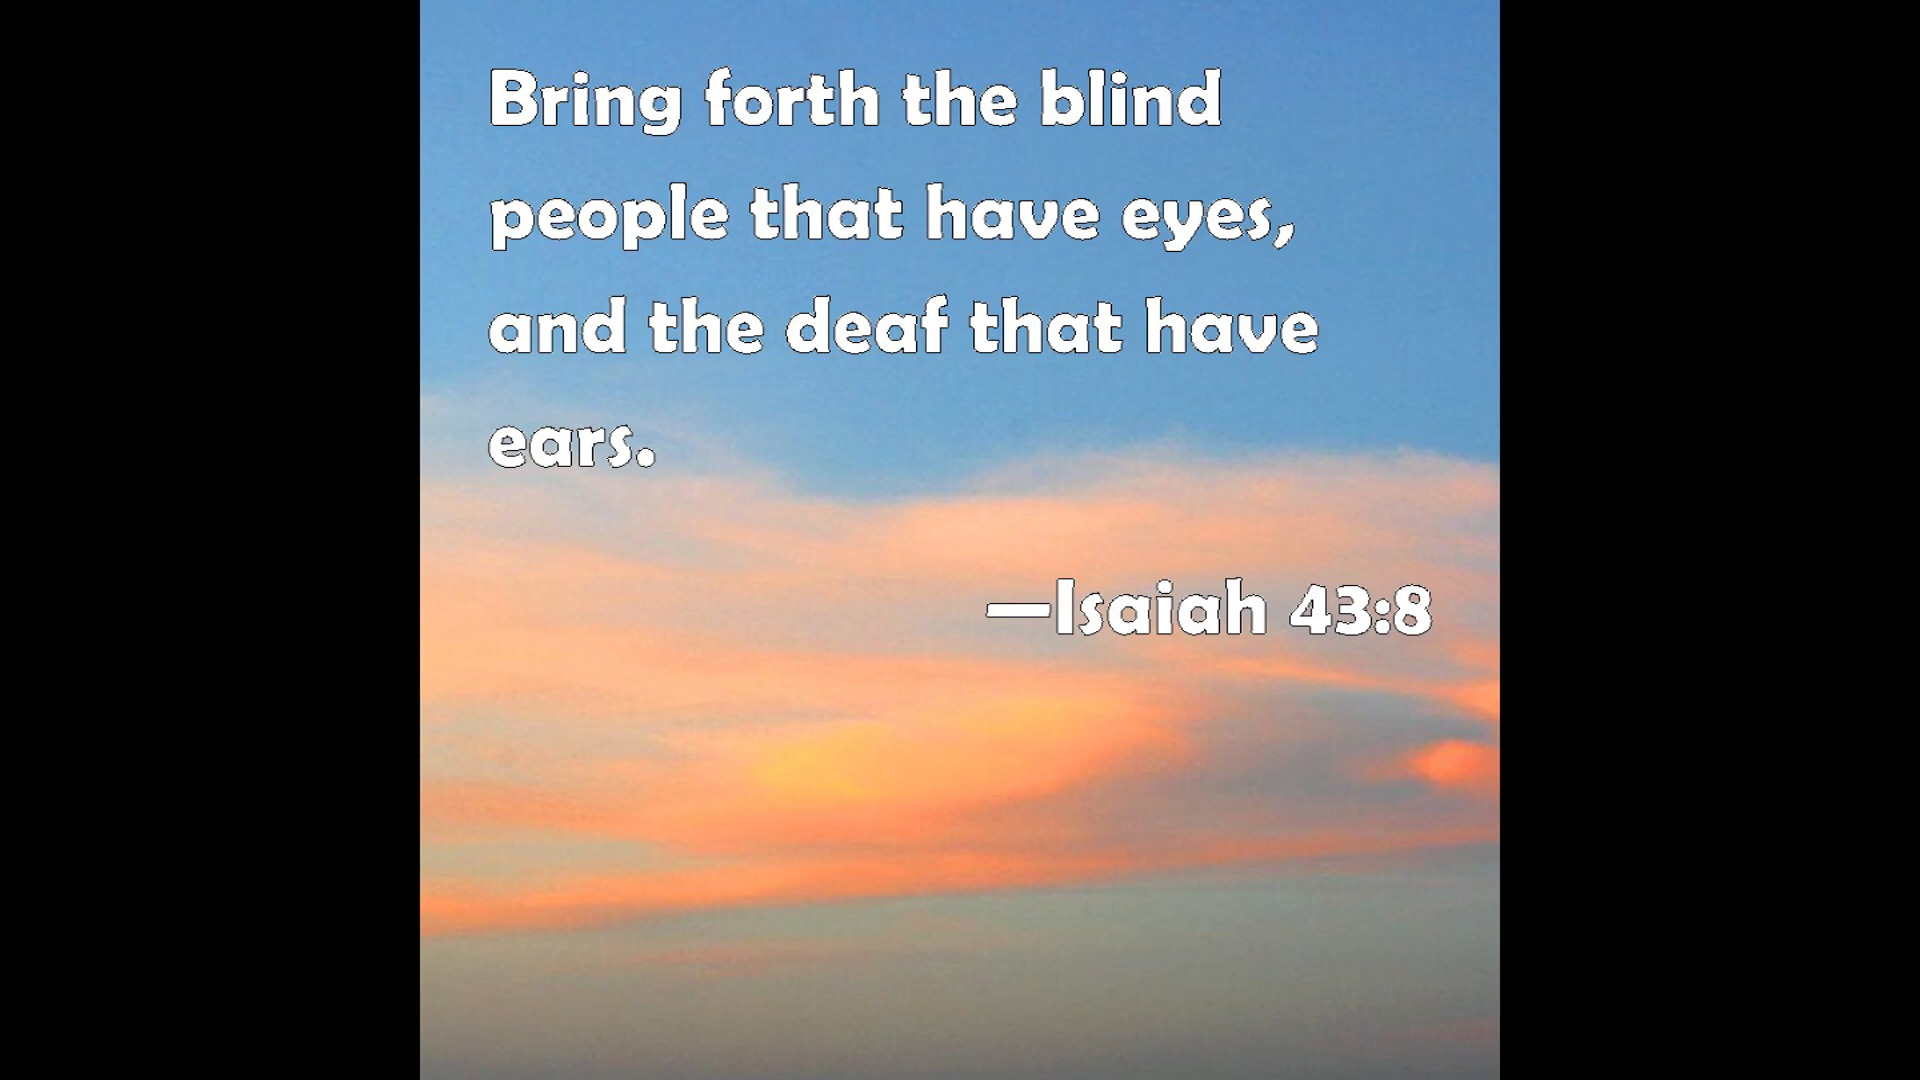 Bring forth the blind
people that have eyes,
and the deaf that have
ears.
—Isaiah 43:8